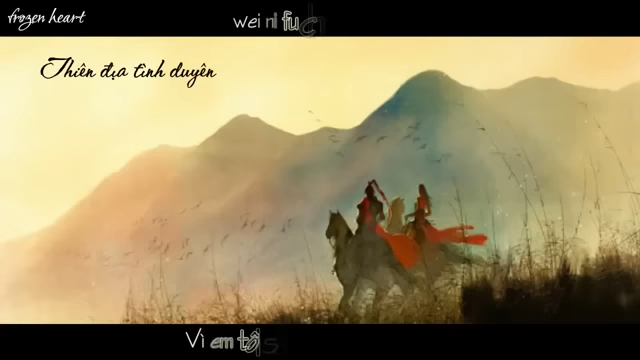 frozen heart
wei ni fu
Thiên địa tình duyên
Vì em